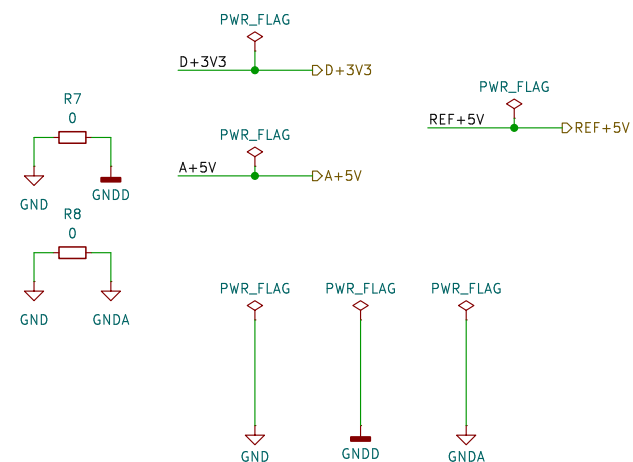 PWR_FLAG
D+3V3
D+3V3
PWR_FLAG
REF+5V
REF+5V
R7
0
GND
GNDD
PWR_FLAG
A+5V
A+5V
R8
0
GND
GNDA
PWR_FLAG
PWR_FLAG
PWR_FLAG
GND
GNDD
GNDA